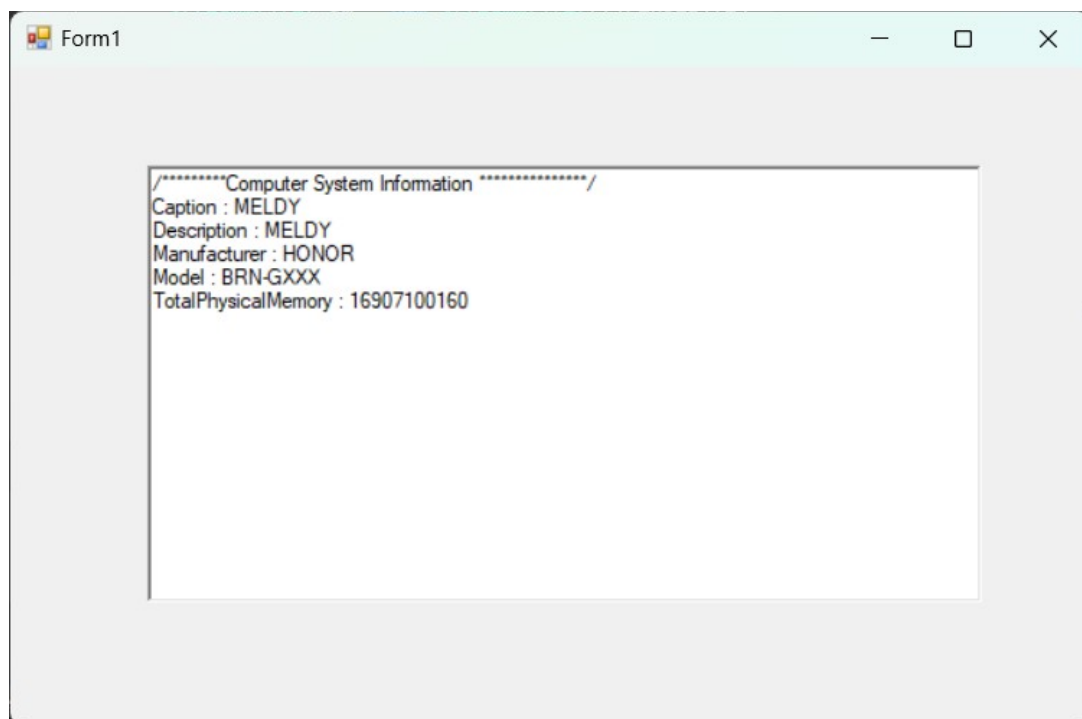 Form1
/*********Computer System Information ***************/
Caption : MELDY
Description : MELDY
Manufacturer : HONOR
Model : BRN-GXXX
TotalPhysicalMemory : 16907100160